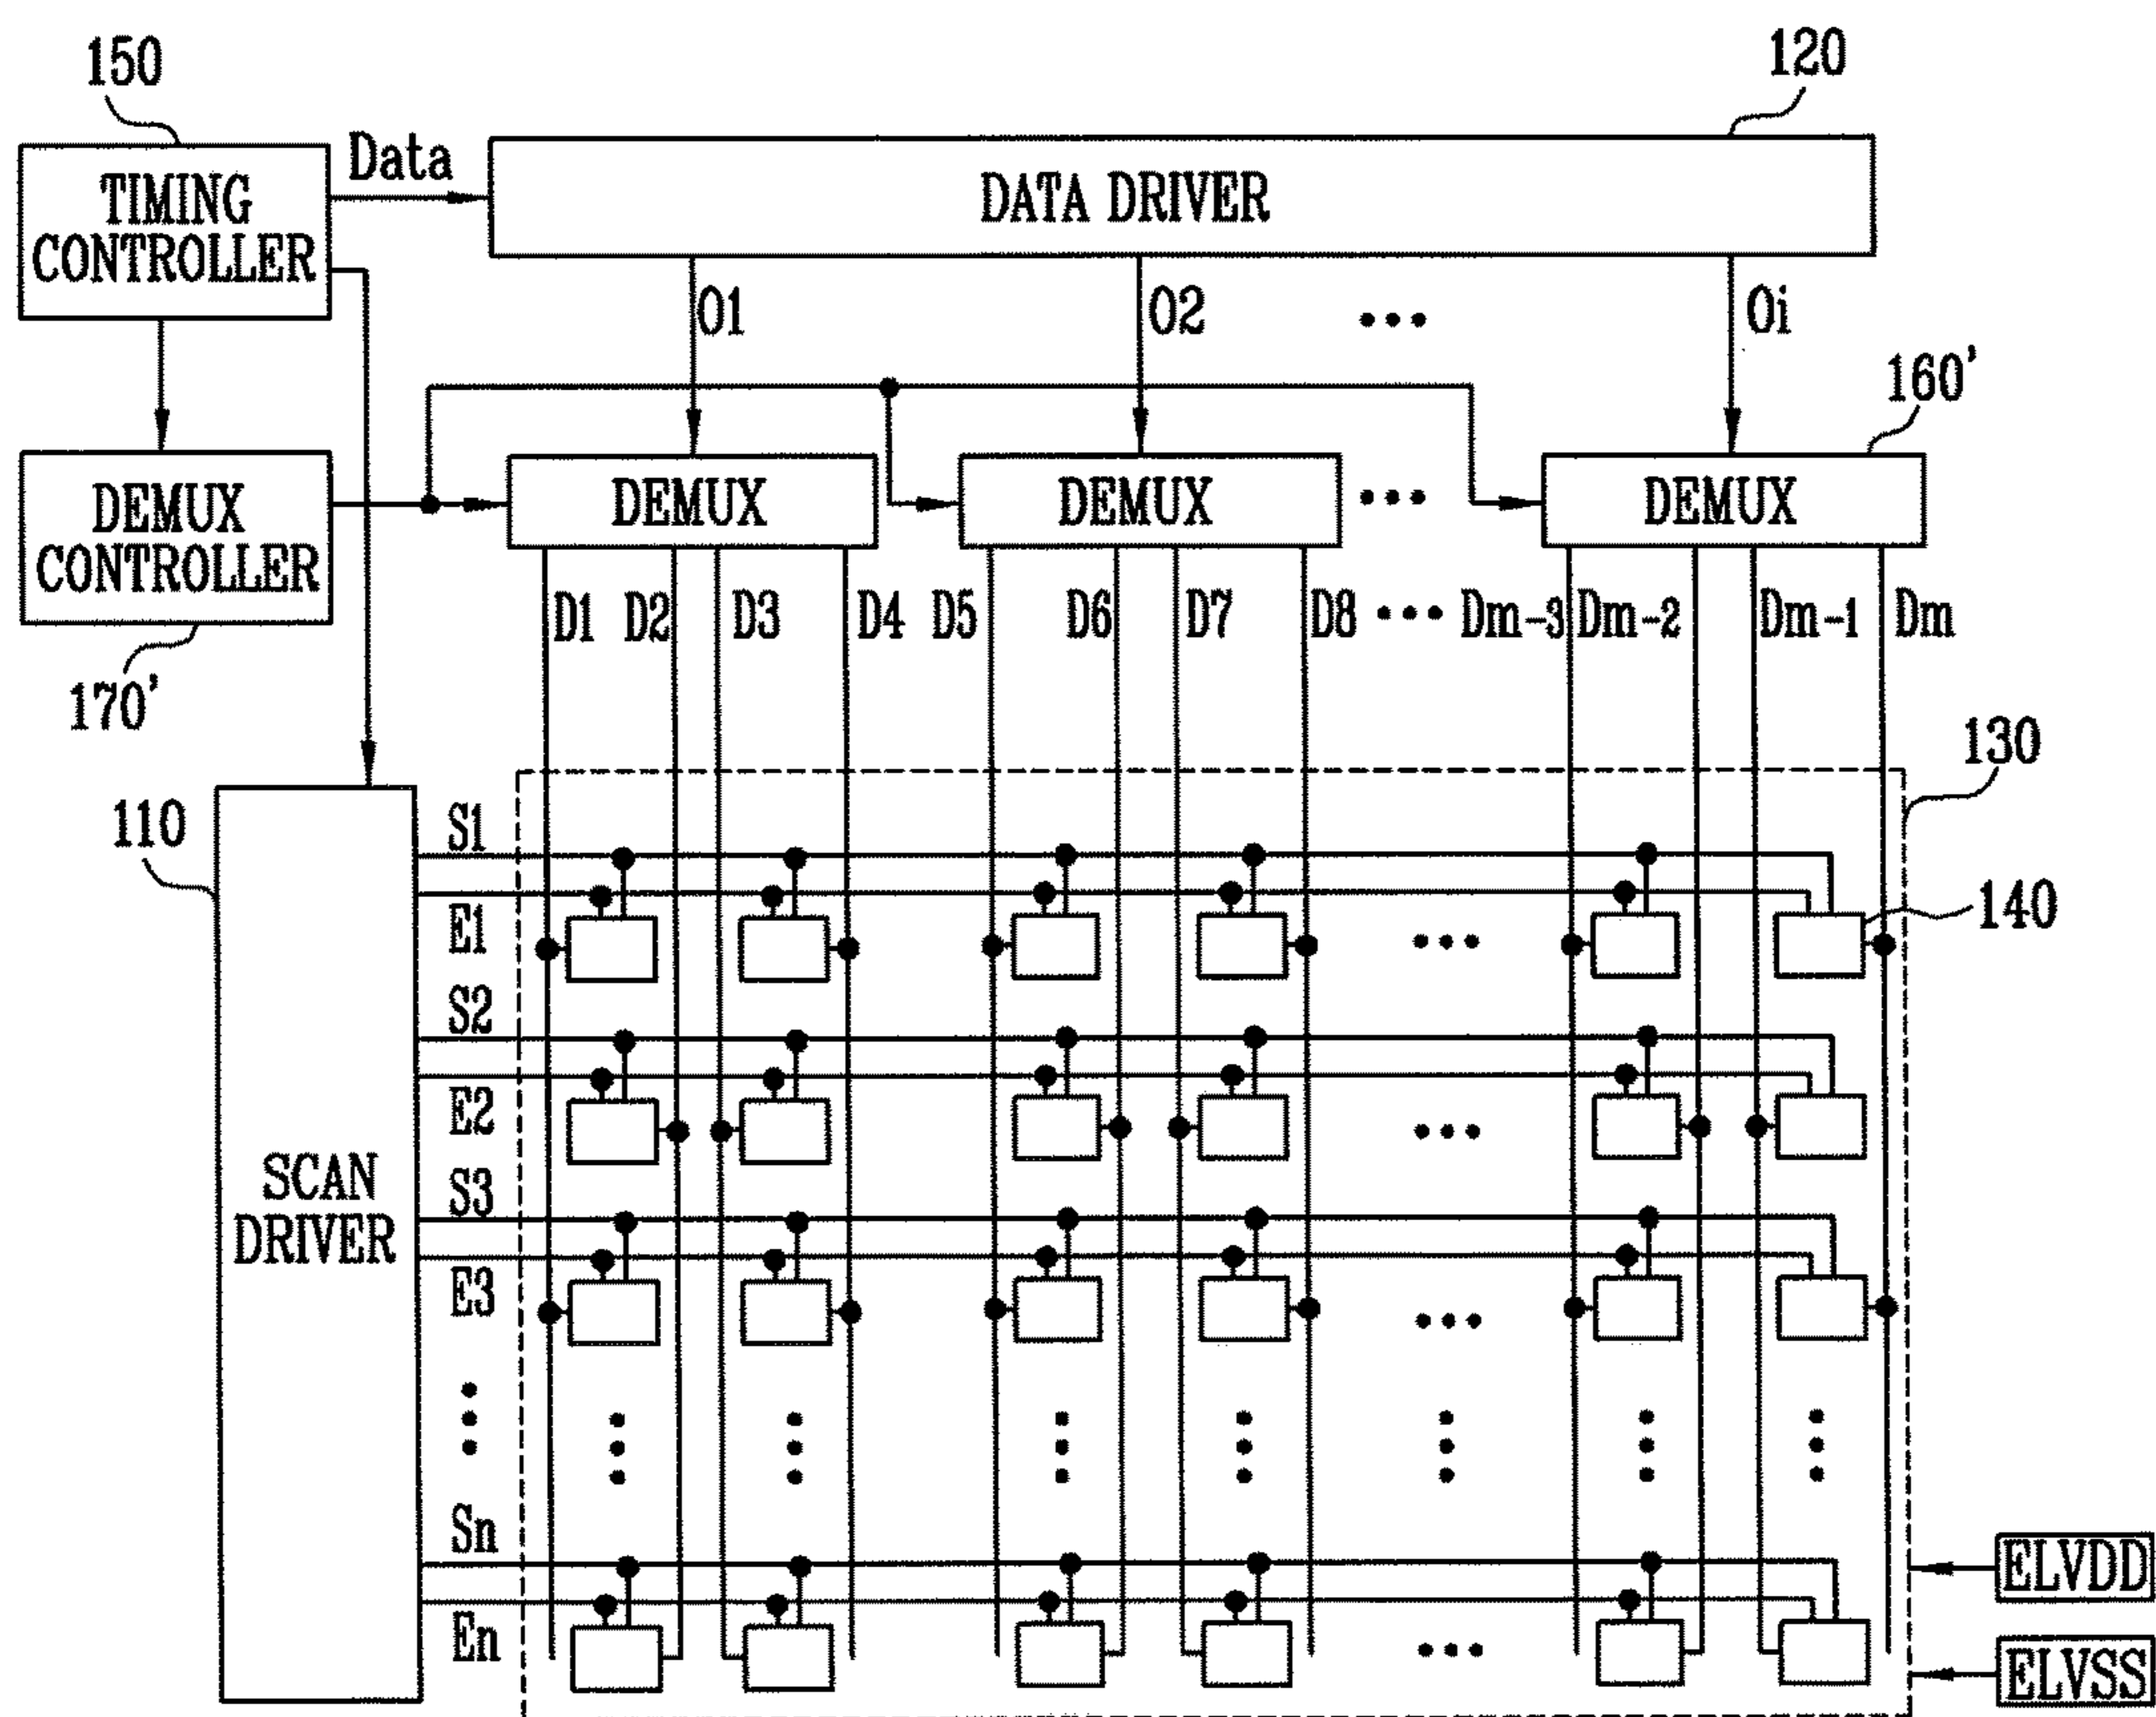 150
120
Data
TIMING
CONTROLLER
DATA DRIVER
O1
O2
...
Oi
160'
DEMUX
CONTROLLER
DEMUX
DEMUX
...
DEMUX
D1
D2
D3
D4
D5
D6
D7
D8
...
Dm-3
Dm-2
Dm-1
Dm
170'
130
110
S1
E1
140
S2
E2
S3
SCAN
DRIVER
E3
Sn
En
ELVDD
ELVSS